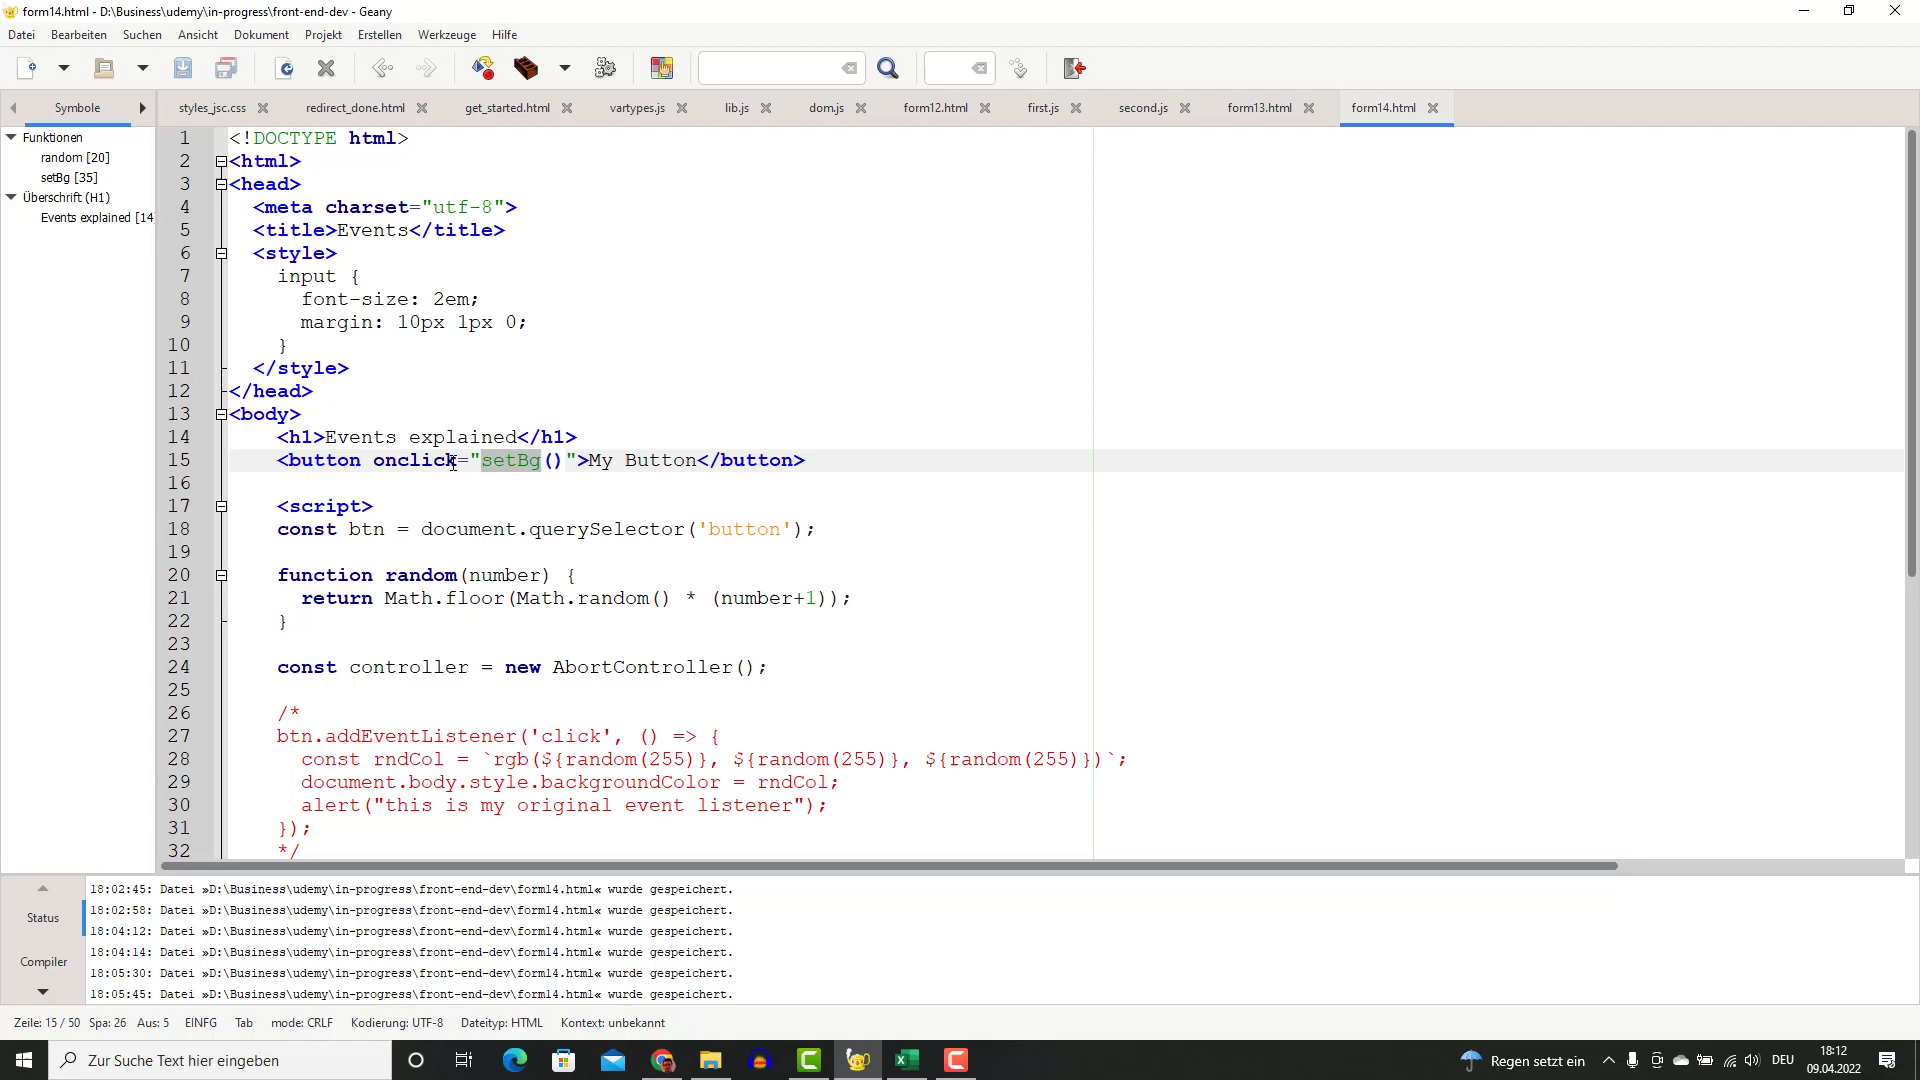 form14.html - D:\Business\udemy\in-progress\front-end-dev - Geany
Datei Bearbeiten Suchen Ansicht Dokument Projekt Erstellen Werkzeuge Hilfe
Symbole styles_jsc.css redirect_done.html get_started.html vartypes.js lib.js dom.js form12.html first.js second.js form13.html form14.html
Funktionen
random [20]
setBg [35]
Überschrift (H1)
Events explained [14]
1 <!DOCTYPE html>
2 <html>
3 <head>
4 <meta charset="utf-8">
5 <title>Events</title>
6 <style>
7 input {
8 font-size: 2em;
9 margin: 10px 1px 0;
10 }
11 </style>
12 </head>
13 <body>
14 <h1>Events explained</h1>
15 <button onclick="setBg()">My Button</button>
16
17 <script>
18 const btn = document.querySelector('button');
19
20 function random(number) {
21 return Math.floor(Math.random() * (number+1));
22 }
23
24 const controller = new AbortController();
25
26 /*
27 btn.addEventListener('click', () => {
28 const rndCol = `rgb(${random(255)}, ${random(255)}, ${random(255)})`;
29 document.body.style.backgroundColor = rndCol;
30 alert("this is my original event listener");
31 });
32 */
Status
Compiler
18:02:45: Datei »D:\Business\udemy\in-progress\front-end-dev\form14.html« wurde gespeichert.
18:02:58: Datei »D:\Business\udemy\in-progress\front-end-dev\form14.html« wurde gespeichert.
18:04:12: Datei »D:\Business\udemy\in-progress\front-end-dev\form14.html« wurde gespeichert.
18:04:14: Datei »D:\Business\udemy\in-progress\front-end-dev\form14.html« wurde gespeichert.
18:05:30: Datei »D:\Business\udemy\in-progress\front-end-dev\form14.html« wurde gespeichert.
18:05:45: Datei »D:\Business\udemy\in-progress\front-end-dev\form14.html« wurde gespeichert.
Zeile: 15 / 50 Spa: 26 Aus: 5 EINFG Tab mode: CRLF Kodierung: UTF-8 Dateityp: HTML Kontext: unbekannt
Zur Suche Text hier eingeben
Regen setzt ein
DEU
18:12
09.04.2022